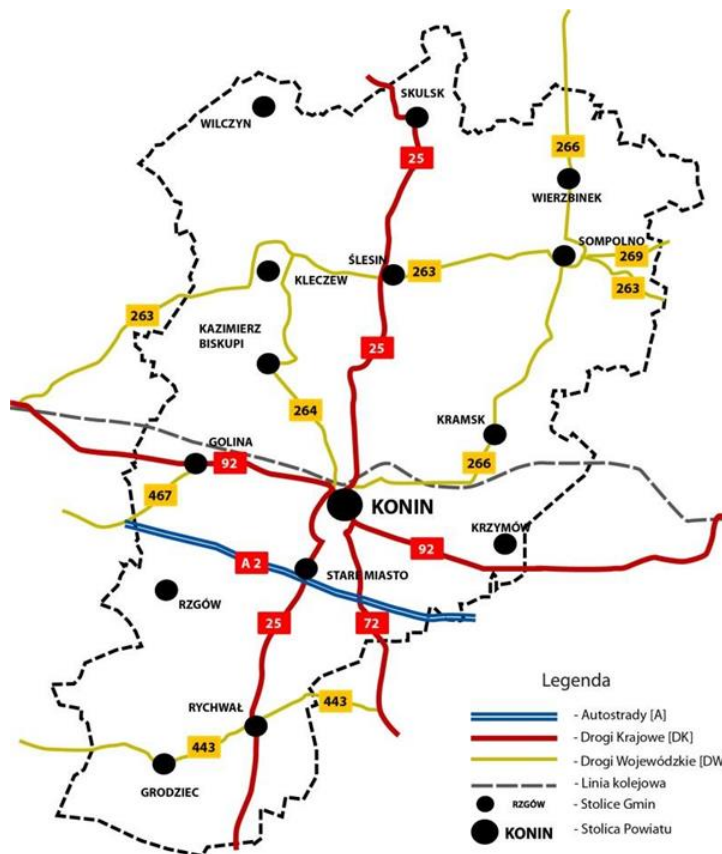 SKULSK
WILCZYN
25
266
WIERZBINEK
SOMPOLNO
ŚLESIN
269
263
KLECZEW
263
263
KAZIMIERZ
BISKUPI
25
264
KRAMSK
GOLINA
92
266
467
KONIN
KRZYMÓW
92
A 2
STARE MIASTO
RZGÓW
25
72
RYCHWAŁ
443
443
GRODZIEC
Legenda
- Autostrady [A]
- Drogi Krajowe [DK]
- Drogi Wojewódzkie [DW
- Linia kolejowa
RZGÓW - Stolice Gmin
KONIN - Stolica Powiatu